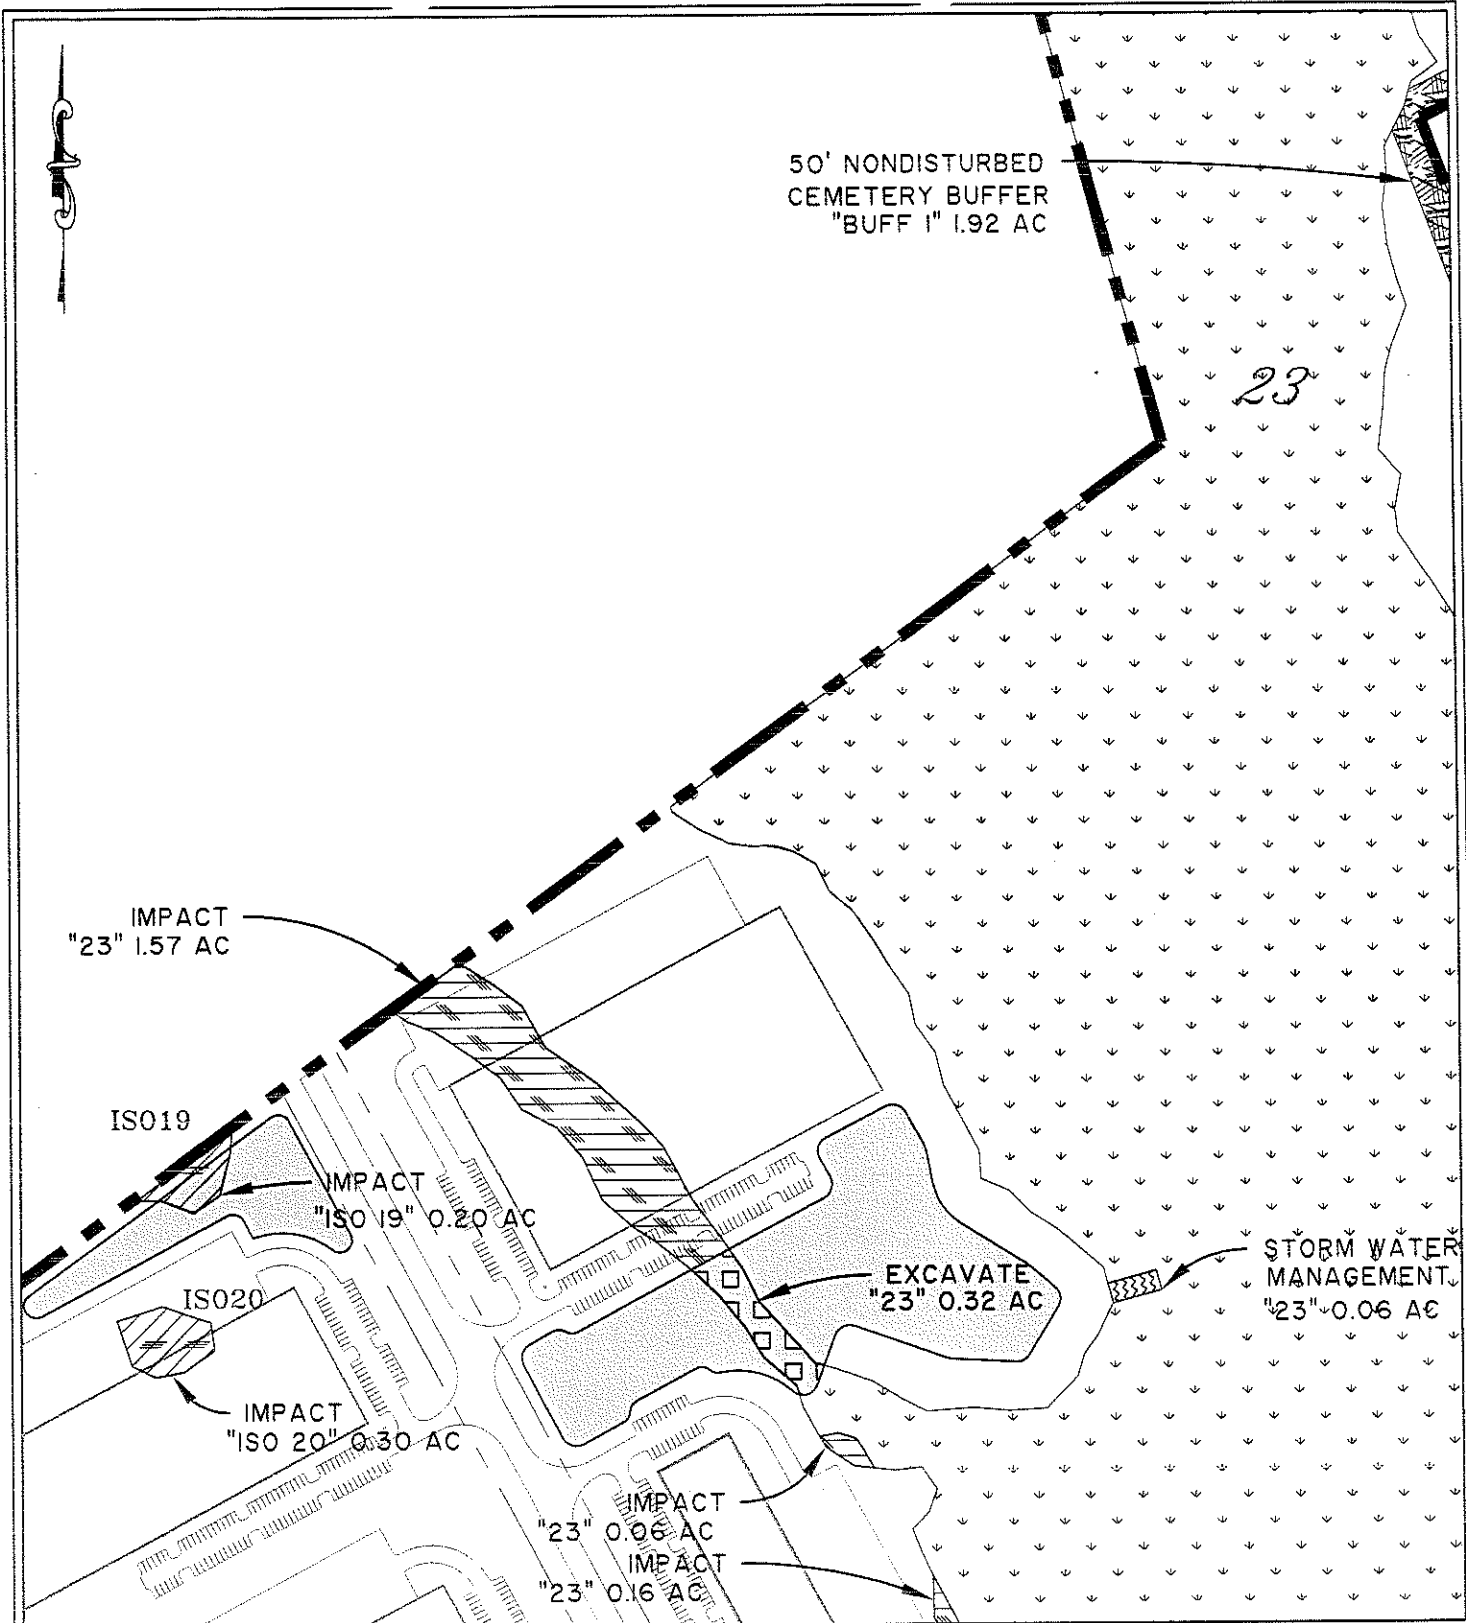 50' NONDISTURBED
CEMETERY BUFFER
"BUFF 1" 1.92 AC
23
IMPACT
"23" 1.57 AC
ISO19
IMPACT
"ISO 19" 0.20 AC
ISO20
IMPACT
"ISO 20" 0.30 AC
EXCAVATE
"23" 0.32 AC
STORM WATER
MANAGEMENT
"23" 0.06 AC
IMPACT
"23" 0.06 AC
IMPACT
"23" 0.16 AC